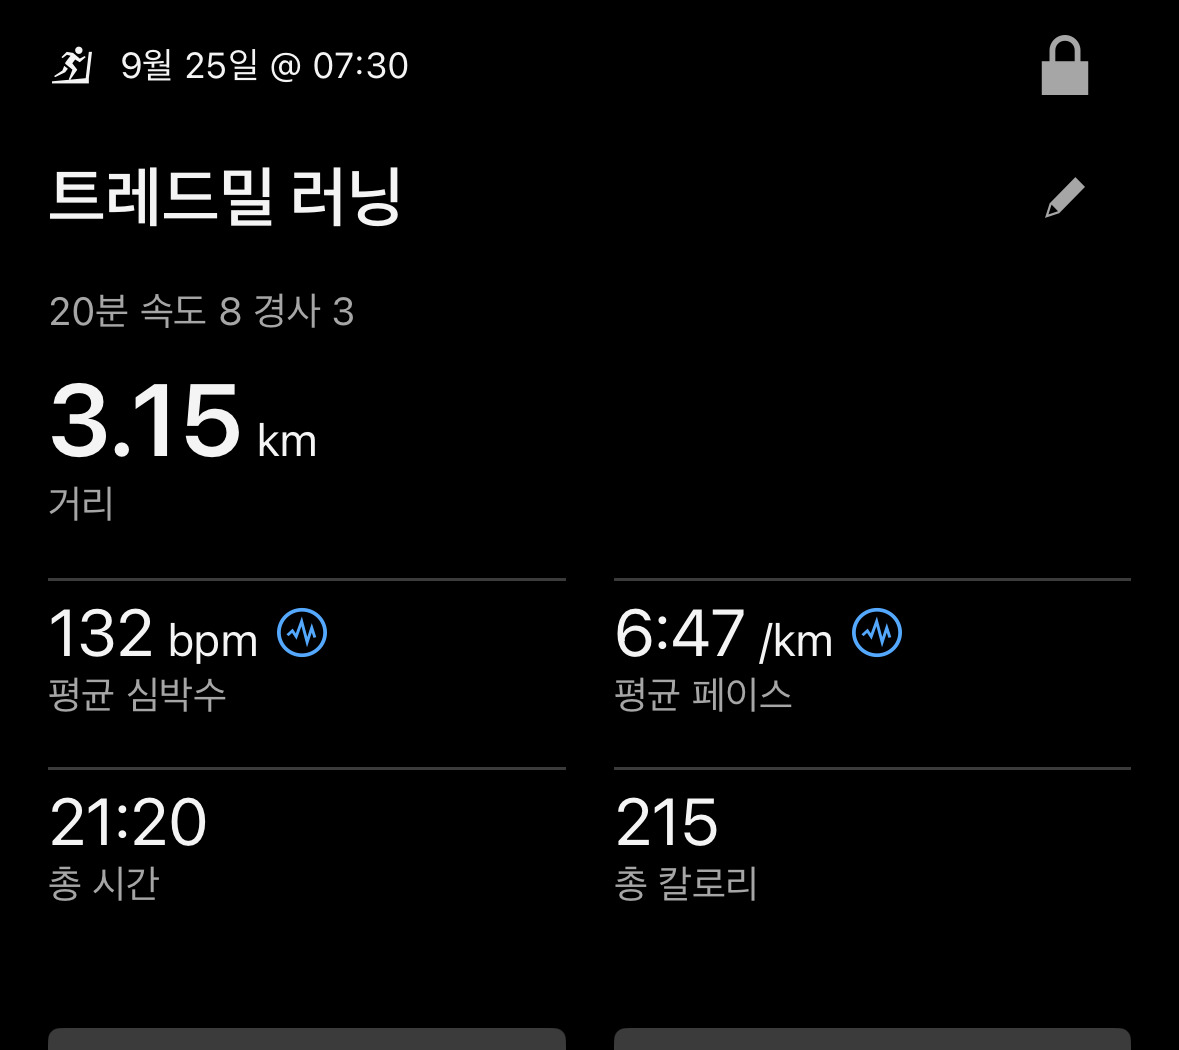 9월 25일 @ 07:30
트레드밀 러닝
20분 속도 8 경사 3
3.15 km
거리
132 bpm
6:47 /km
평균 심박수
평균 페이스
21:20
215
총 시간
총 칼로리